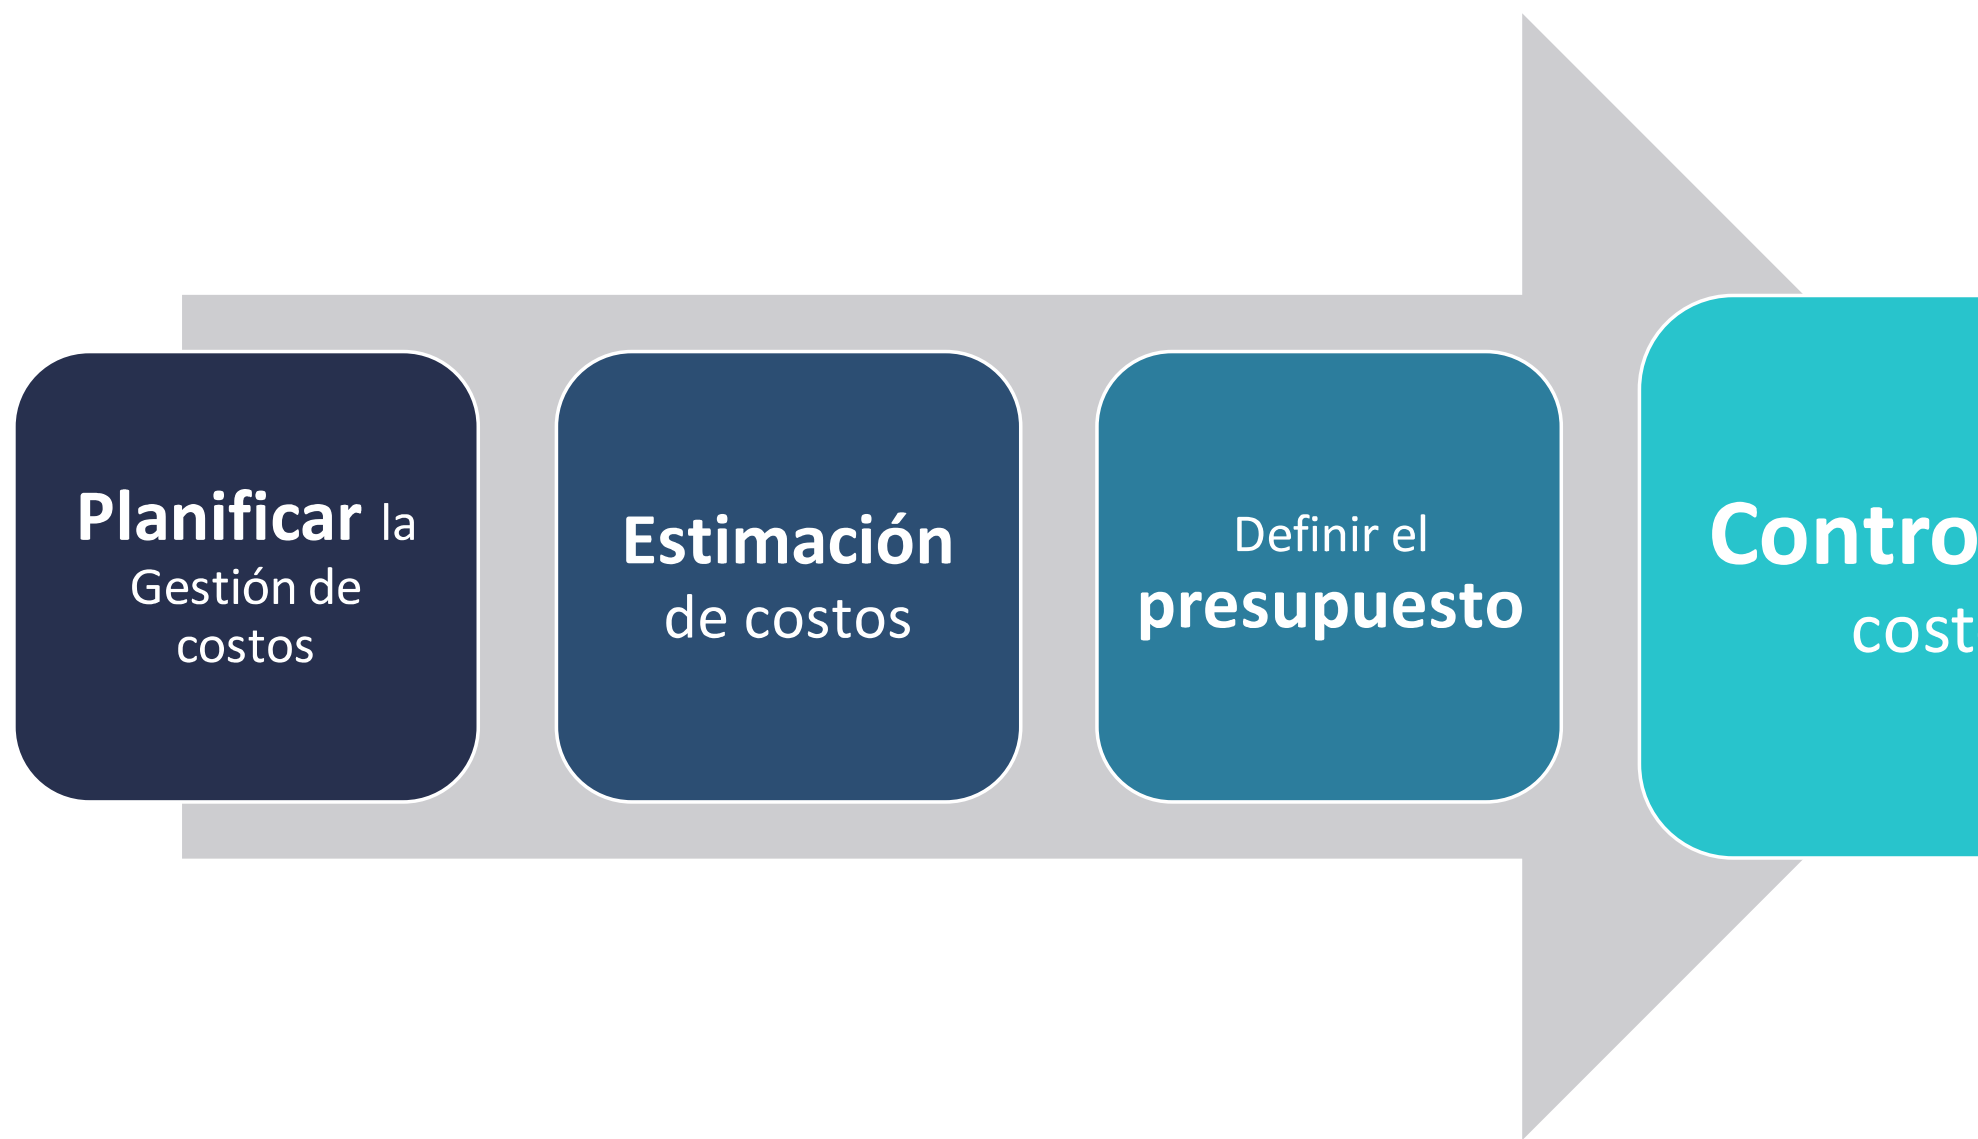 Planificar la
Gestión de
costos
Estimación
de costos
Definir el
presupuesto